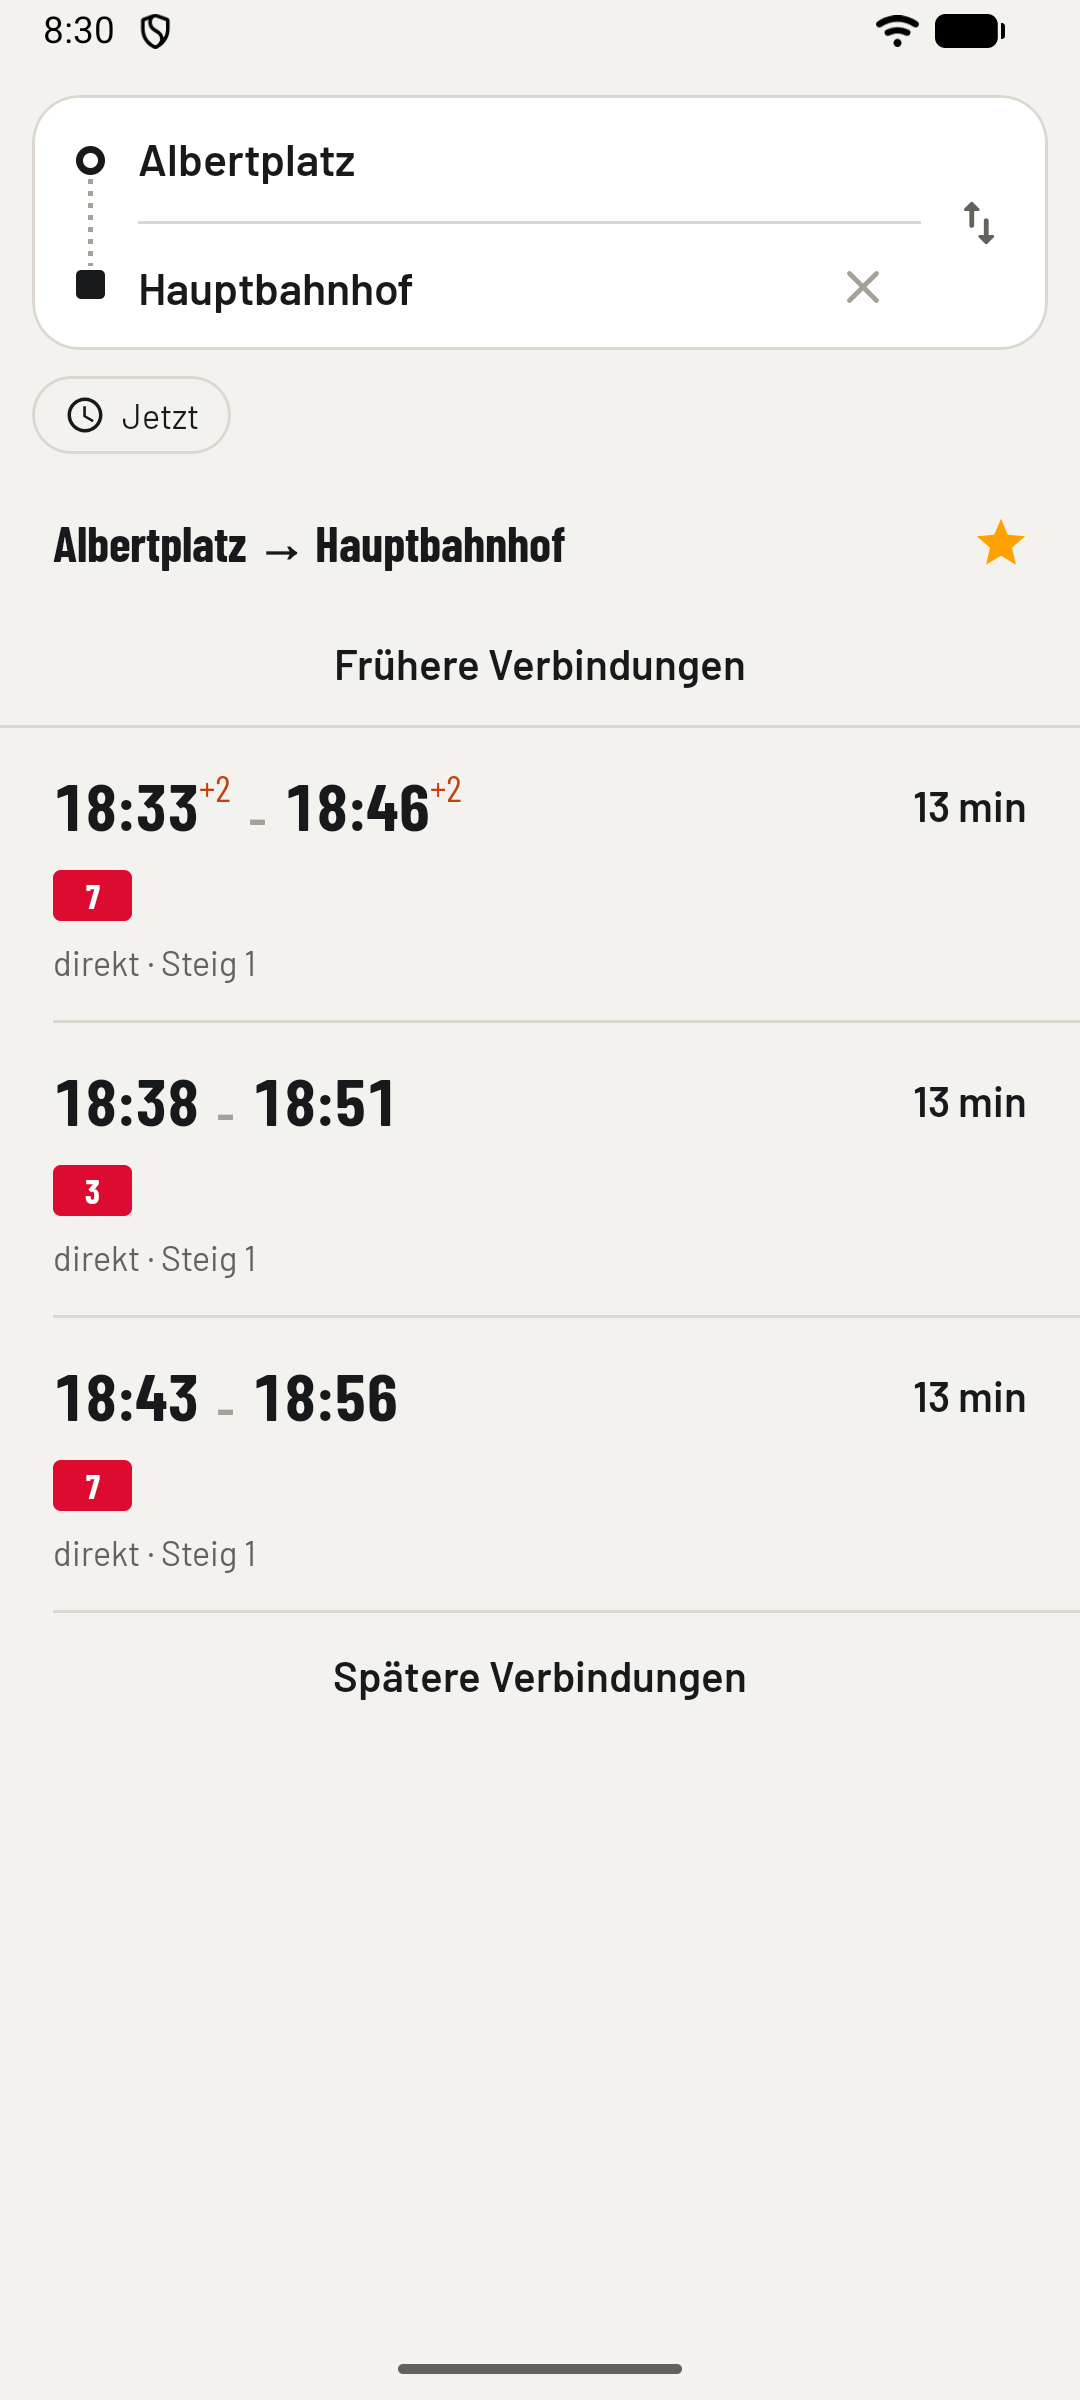 8:30
Albertplatz
Hauptbahnhof
Jetzt
Albertplatz → Hauptbahnhof
Frühere Verbindungen
18:33+2 – 18:46+2 13 min
7
direkt · Steig 1
18:38 – 18:51 13 min
3
direkt · Steig 1
18:43 – 18:56 13 min
7
direkt · Steig 1
Spätere Verbindungen